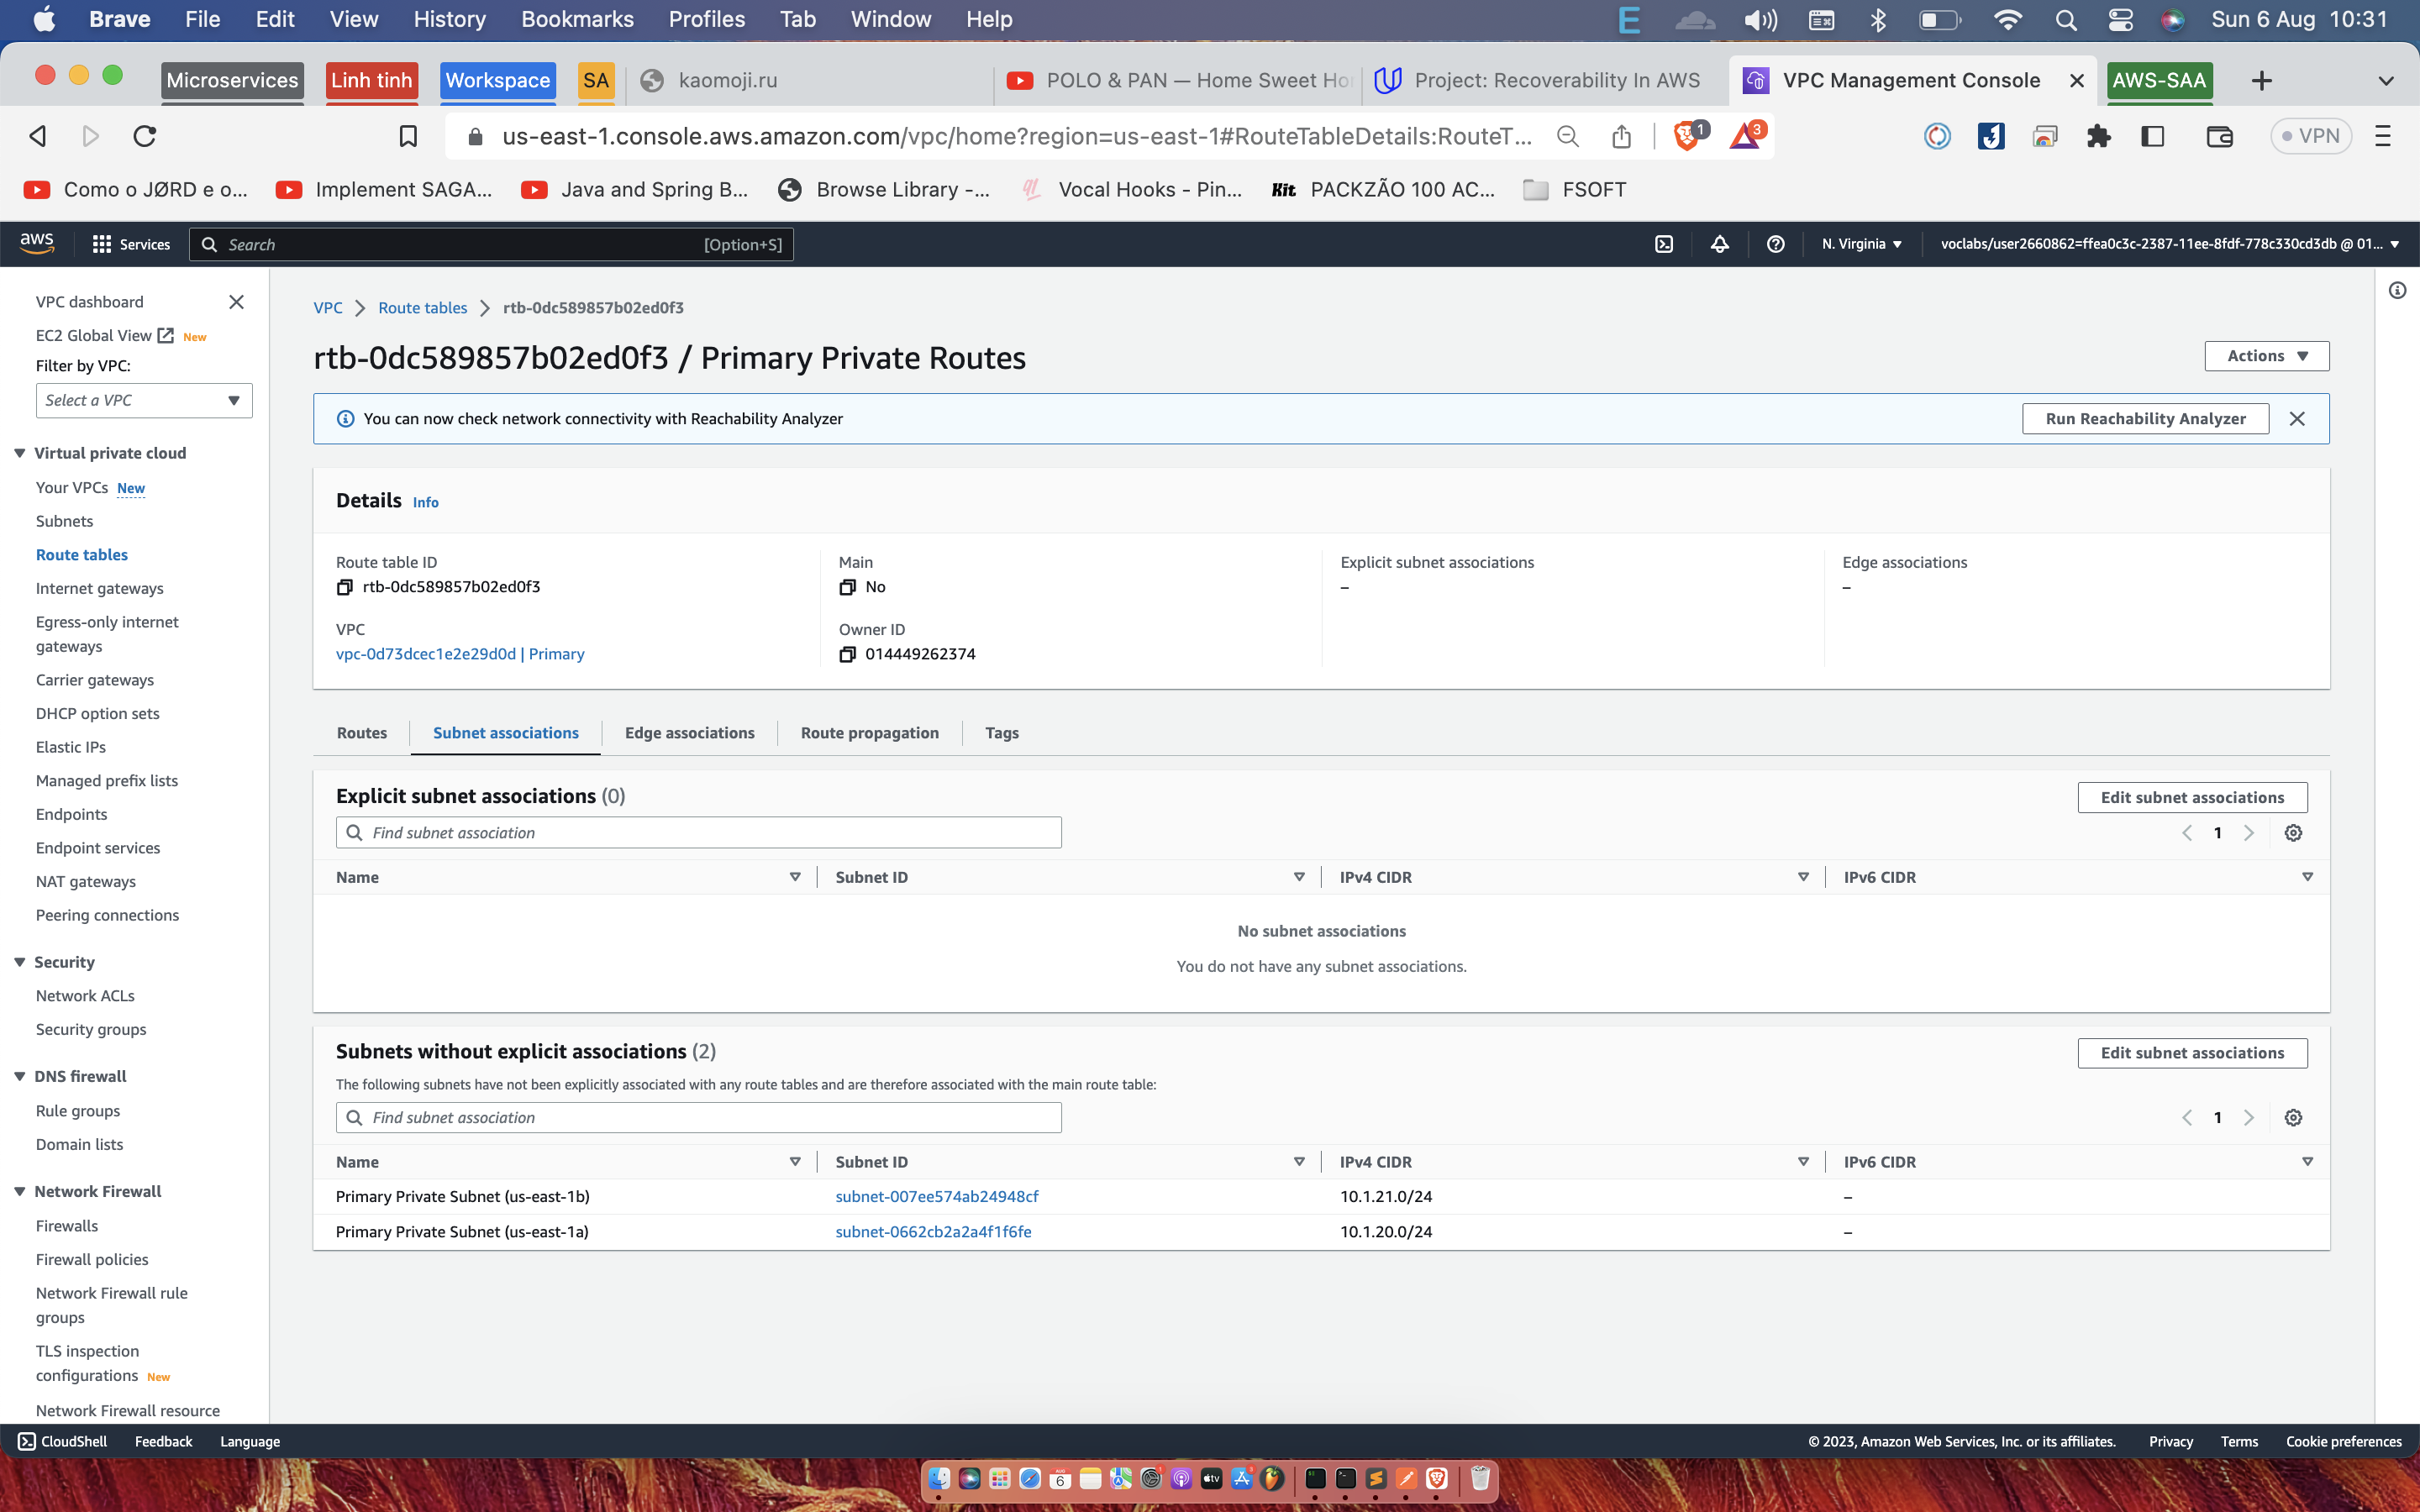 Brave File Edit View History Bookmarks Profiles Tab Window Help Sun 6 Aug 10:31
Microservices Linh tinh Workspace SA kaomoji.ru POLO & PAN — Home Sweet Ho Project: Recoverability In AWS VPC Management Console AWS-SAA
us-east-1.console.aws.amazon.com/vpc/home?region=us-east-1#RouteTableDetails:RouteT... 1 3 VPN
Como o JØRD e o... Implement SAGA... Java and Spring B... Browse Library -... Vocal Hooks - Pin... Kit PACKZÃO 100 AC... FSOFT
aws Services Search [Option+S] N. Virginia voclabs/user2660862=ffea0c3c-2387-11ee-8fdf-778c330cd3db @ 01...
VPC dashboard
EC2 Global View New
Filter by VPC:
Select a VPC
Virtual private cloud
Your VPCs New
Subnets
Route tables
Internet gateways
Egress-only internet
gateways
Carrier gateways
DHCP option sets
Elastic IPs
Managed prefix lists
Endpoints
Endpoint services
NAT gateways
Peering connections
Security
Network ACLs
Security groups
DNS firewall
Rule groups
Domain lists
Network Firewall
Firewalls
Firewall policies
Network Firewall rule
groups
TLS inspection
configurations New
Network Firewall resource
VPC Route tables rtb-0dc589857b02ed0f3
rtb-0dc589857b02ed0f3 / Primary Private Routes
Actions
You can now check network connectivity with Reachability Analyzer
Run Reachability Analyzer
Details Info
Route table ID Main Explicit subnet associations Edge associations
rtb-0dc589857b02ed0f3 No – –
VPC Owner ID
vpc-0d73dcec1e2e29d0d | Primary 014449262374
Routes Subnet associations Edge associations Route propagation Tags
Explicit subnet associations (0)
Edit subnet associations
Find subnet association
1
Name Subnet ID IPv4 CIDR IPv6 CIDR
No subnet associations
You do not have any subnet associations.
Subnets without explicit associations (2)
Edit subnet associations
The following subnets have not been explicitly associated with any route tables and are therefore associated with the main route table:
Find subnet association
1
Name Subnet ID IPv4 CIDR IPv6 CIDR
Primary Private Subnet (us-east-1b) subnet-007ee574ab24948cf 10.1.21.0/24 –
Primary Private Subnet (us-east-1a) subnet-0662cb2a2a4f1f6fe 10.1.20.0/24 –
CloudShell Feedback Language © 2023, Amazon Web Services, Inc. or its affiliates. Privacy Terms Cookie preferences